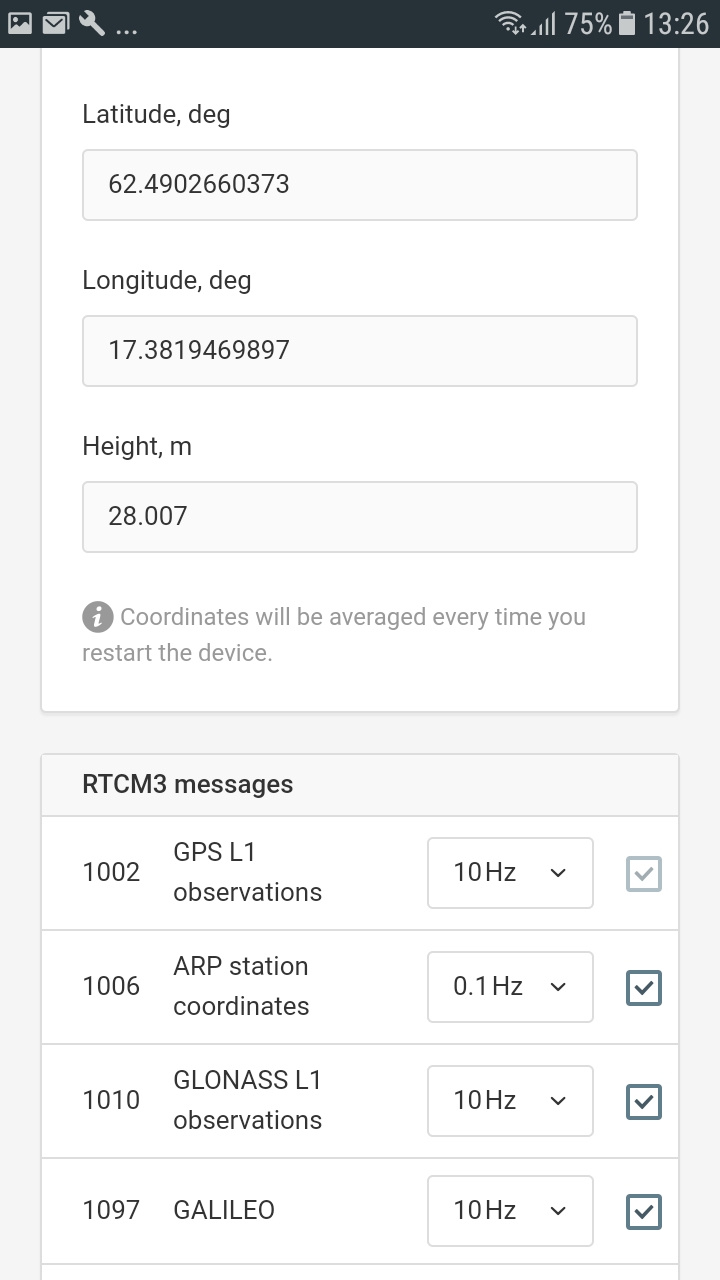 ... 75% 13:26
Latitude, deg
62.4902660373
Longitude, deg
17.3819469897
Height, m
28.007
Coordinates will be averaged every time you
restart the device.
RTCM3 messages
1002 GPS L1 observations 10 Hz
1006 ARP station coordinates 0.1 Hz
1010 GLONASS L1 observations 10 Hz
1097 GALILEO 10 Hz